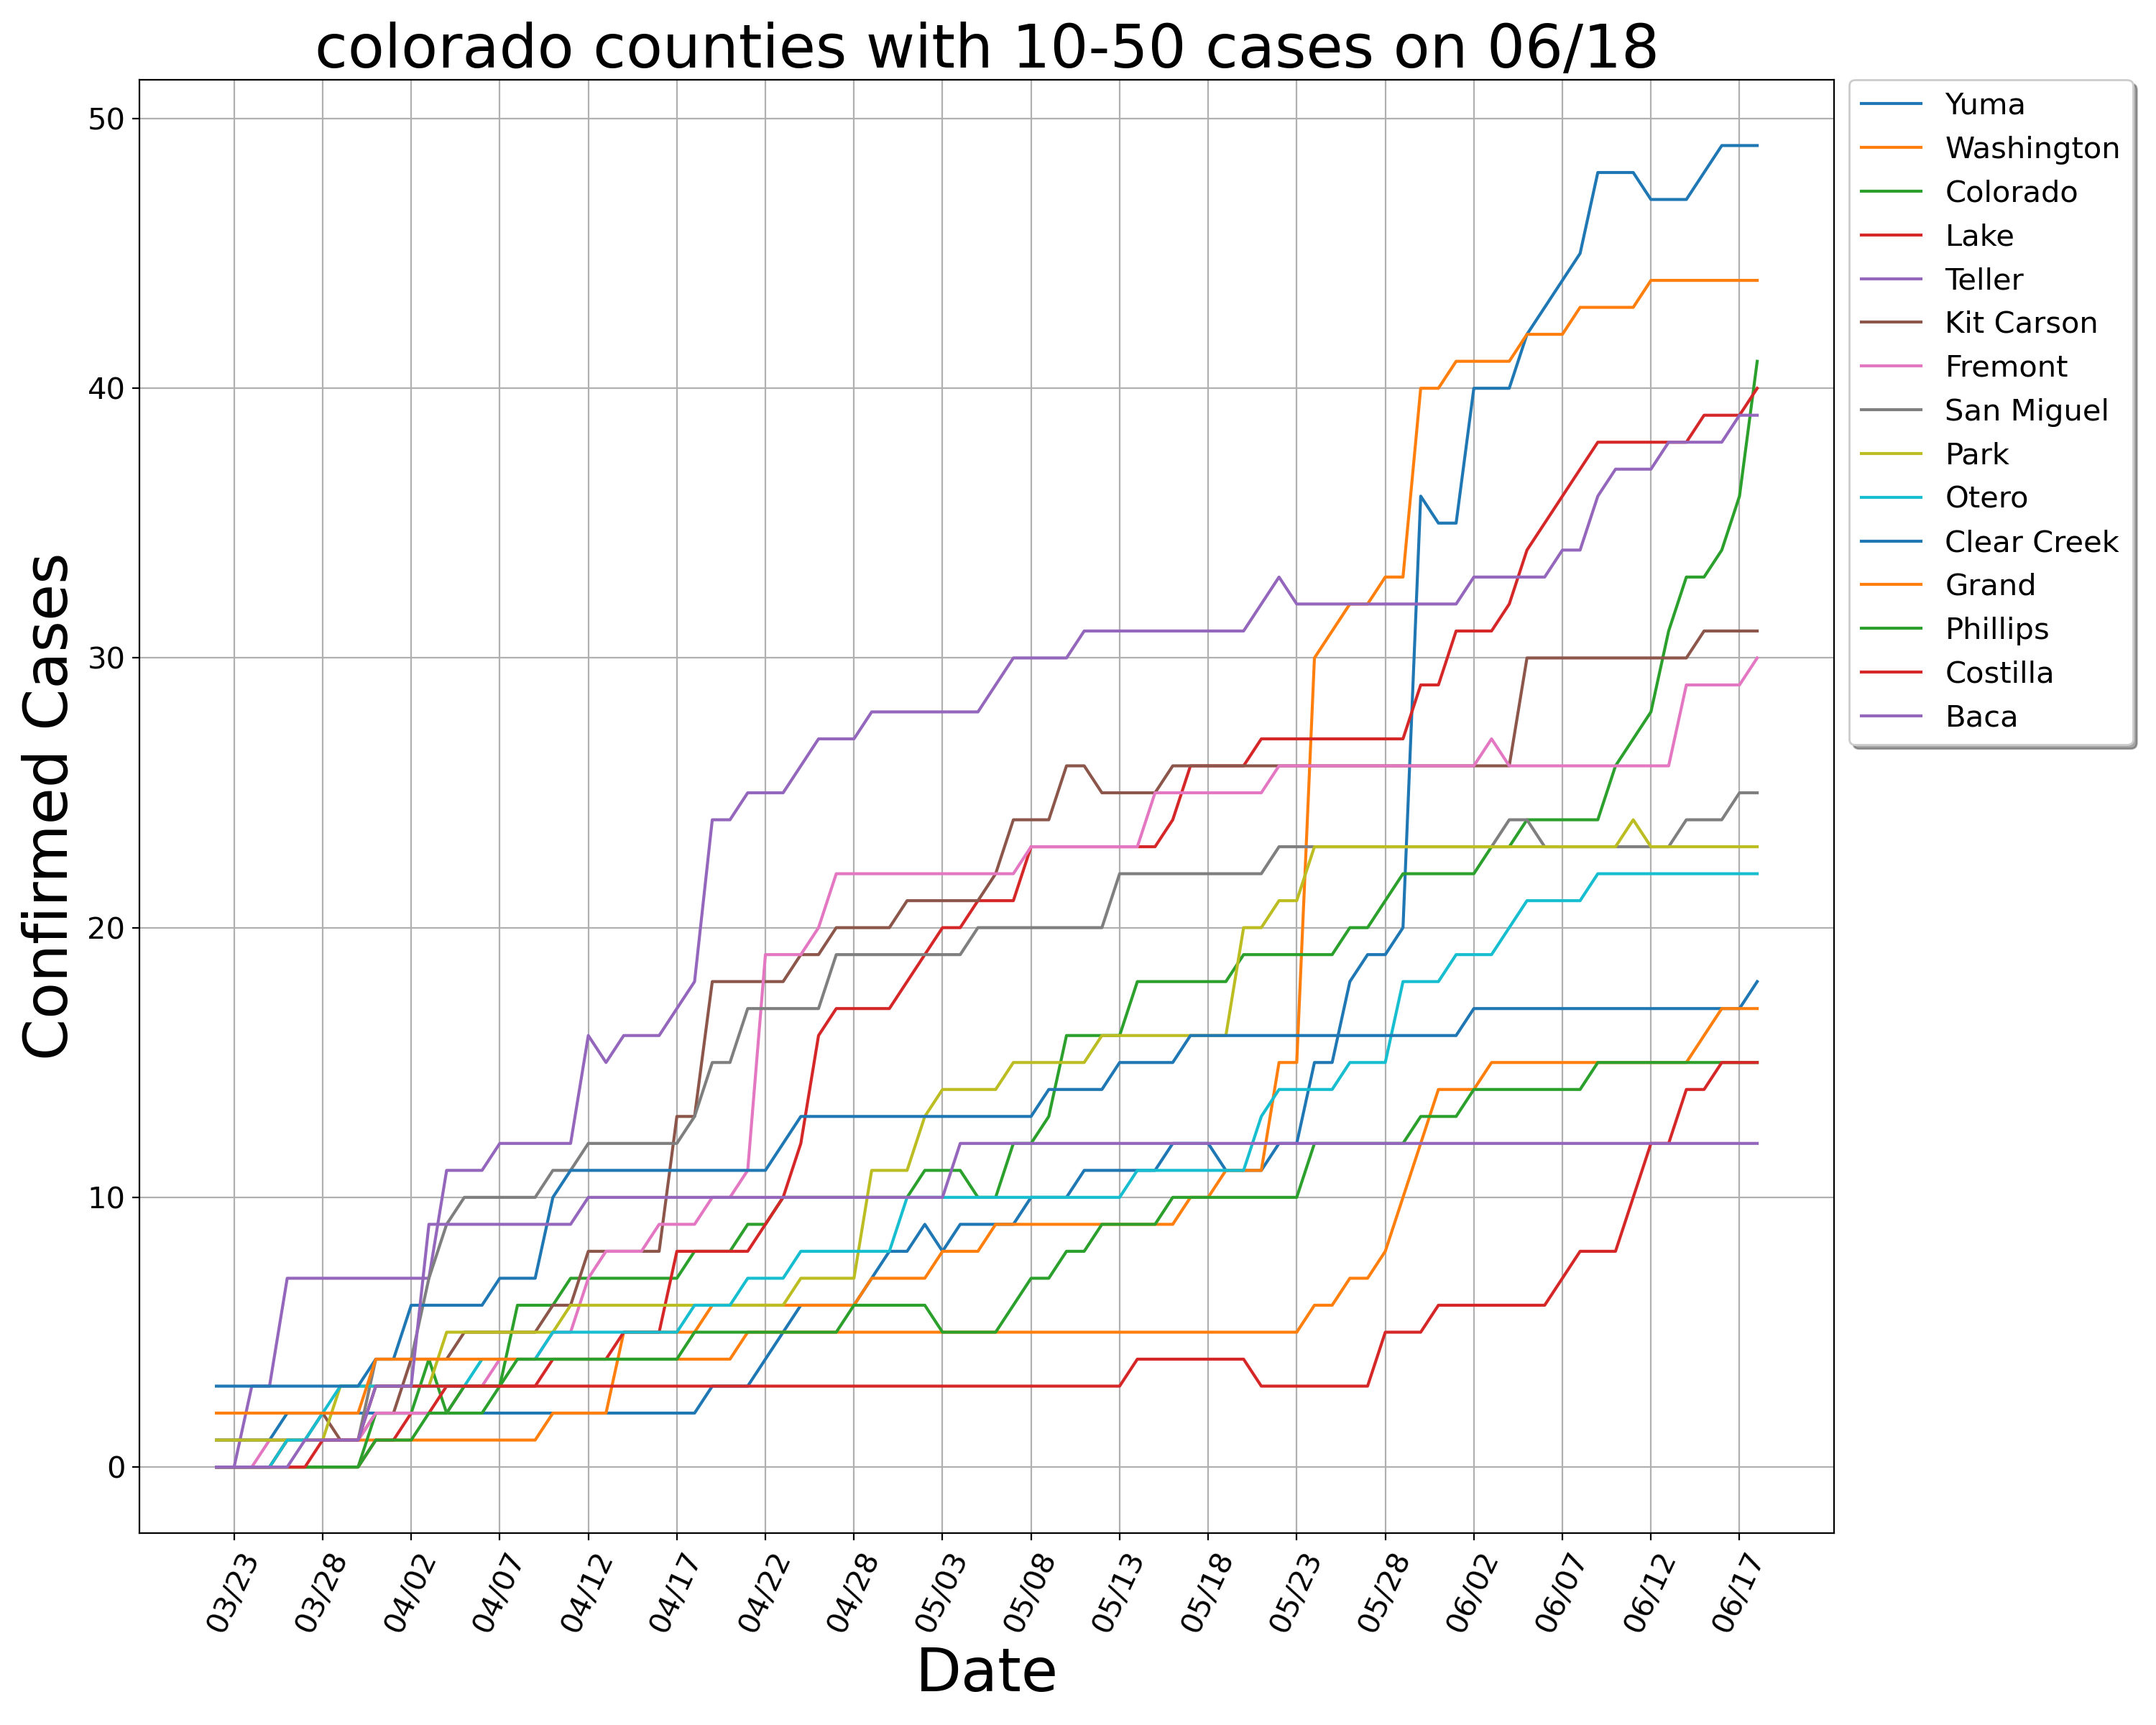 colorado counties with 10-50 cases on 06/18
Confirmed Cases
50
40
30
20
10
0
03/23
03/28
04/02
04/07
04/12
04/17
04/22
04/28
05/03
05/08
05/13
05/18
05/23
05/28
06/02
06/07
06/12
06/17
Date
Yuma
Washington
Colorado
Lake
Teller
Kit Carson
Fremont
San Miguel
Park
Otero
Clear Creek
Grand
Phillips
Costilla
Baca